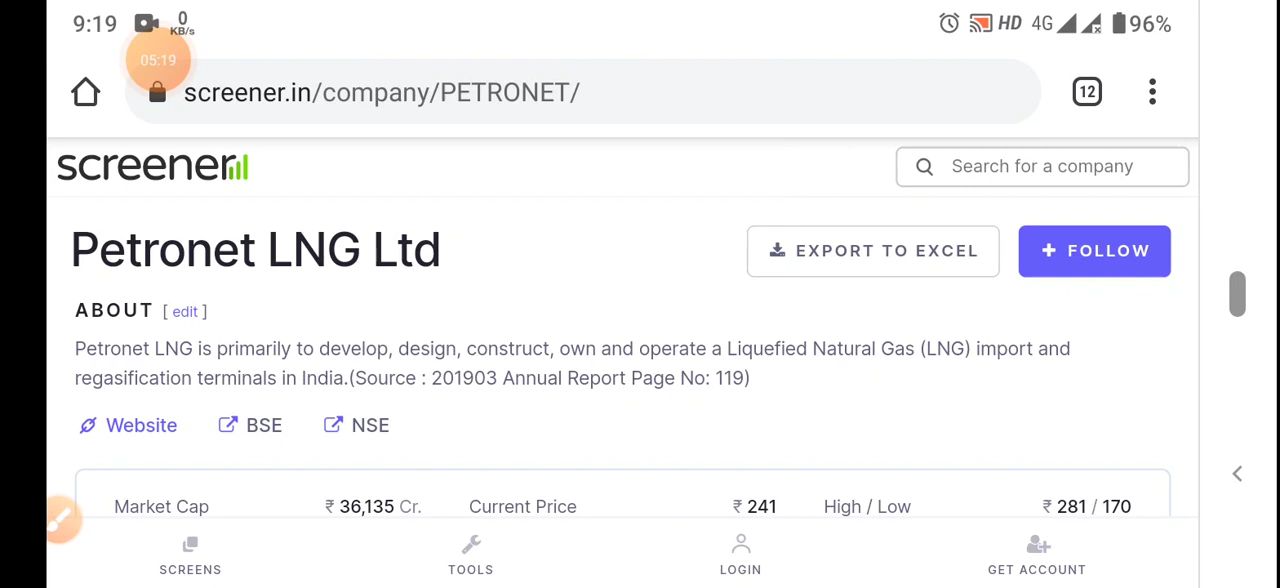 9:19 0 KB/s HD 4G 96%
05:19
screener.in/company/PETRONET/ 12
screener Search for a company
Petronet LNG Ltd EXPORT TO EXCEL + FOLLOW
ABOUT [ edit ]
Petronet LNG is primarily to develop, design, construct, own and operate a Liquefied Natural Gas (LNG) import and
regasification terminals in India.(Source : 201903 Annual Report Page No: 119)
Website BSE NSE
Market Cap ₹ 36,135 Cr. Current Price ₹ 241 High / Low ₹ 281 / 170
SCREENS TOOLS LOGIN GET ACCOUNT